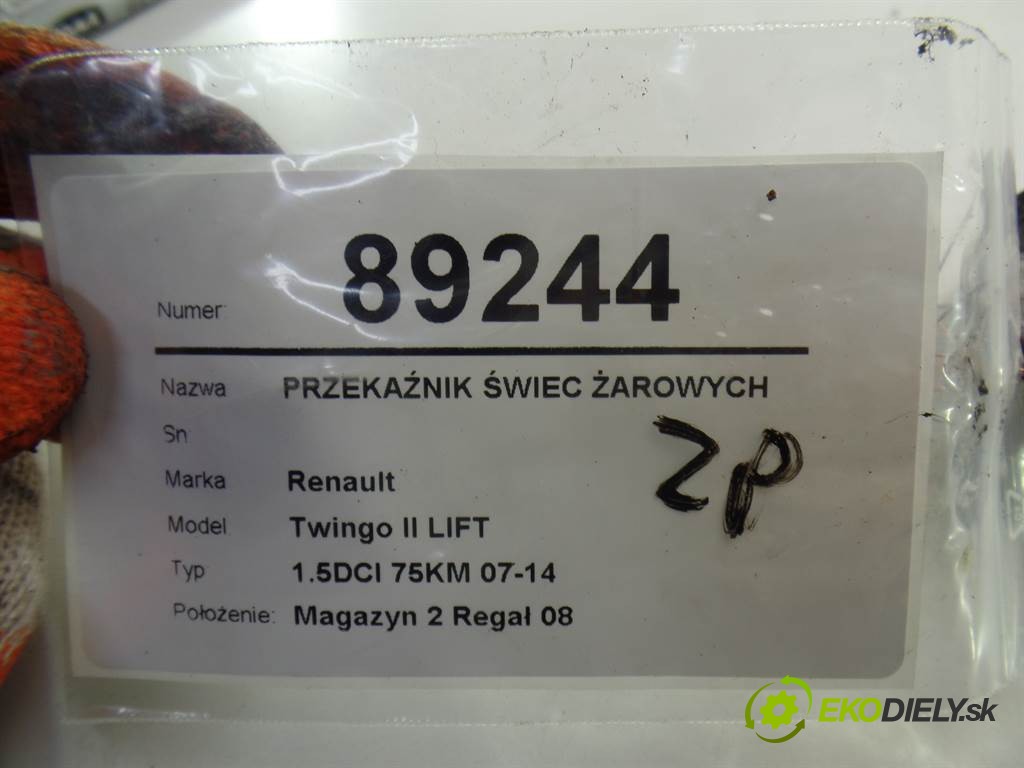 Numer: 89244
Nazwa PRZEKAŹNIK ŚWIEC ŻAROWYCH
Sn:
ZP
Marka Renault
Model Twingo II LIFT
Typ 1.5DCI 75KM 07-14
Położenie: Magazyn 2 Regał 08
EKODIELY.sk